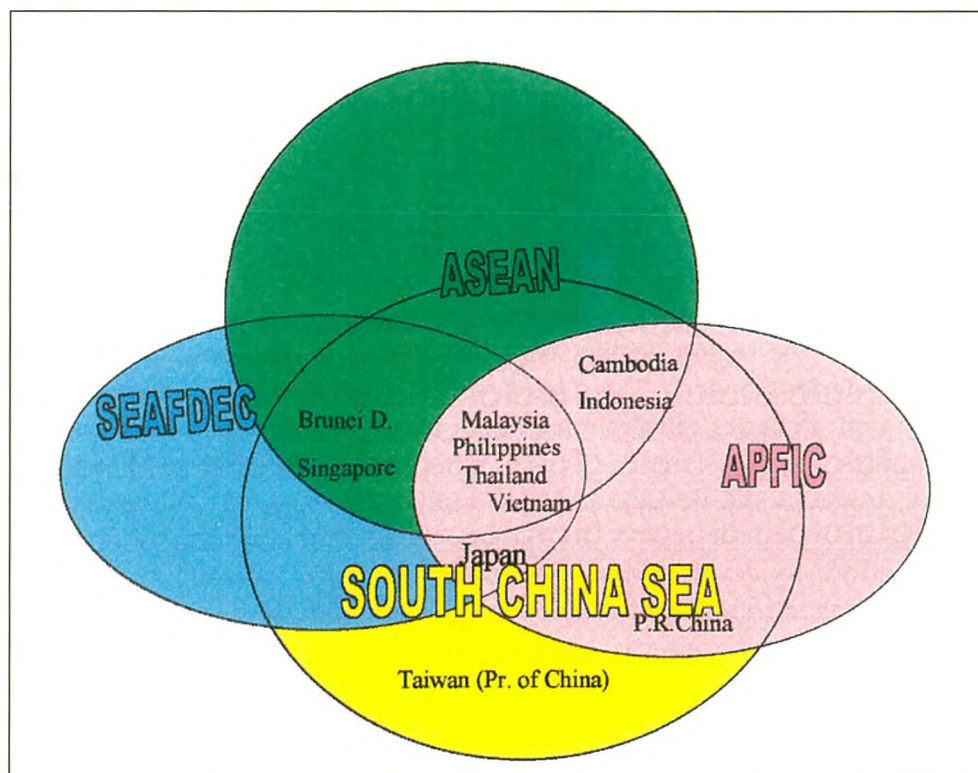 ASEAN
Cambodia
Indonesia
SEAFDEC
Brunei D.
Singapore
Malaysia
Philippines
Thailand
Vietnam
APFIC
Japan
SOUTH CHINA SEA
P.R.China
Taiwan (Pr. of China)